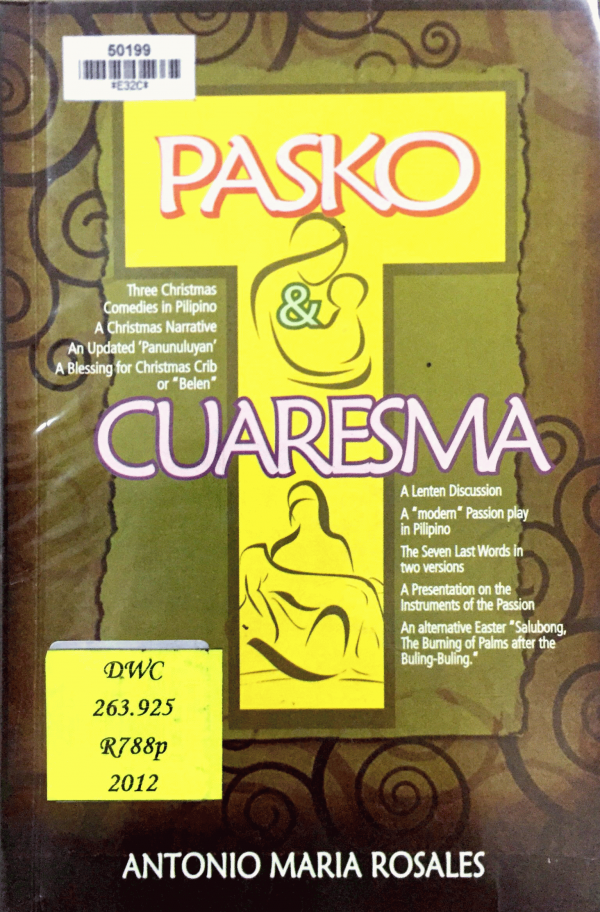 50199
*E32C*
PASKO
&
Three Christmas
Comedies in Pilipino
A Christmas Narrative
An Updated ‘Panunuluyan’
A Blessing for Christmas Crib
or “Belen”
CUARESMA
A Lenten Discussion
A “modern” Passion play
in Pilipino
The Seven Last Words in
two versions
A Presentation on the
Instruments of the Passion
An alternative Easter “Salubong,
The Burning of Palms after the
Buling-Buling.”
DWC
263.925
R788p
2012
ANTONIO MARIA ROSALES